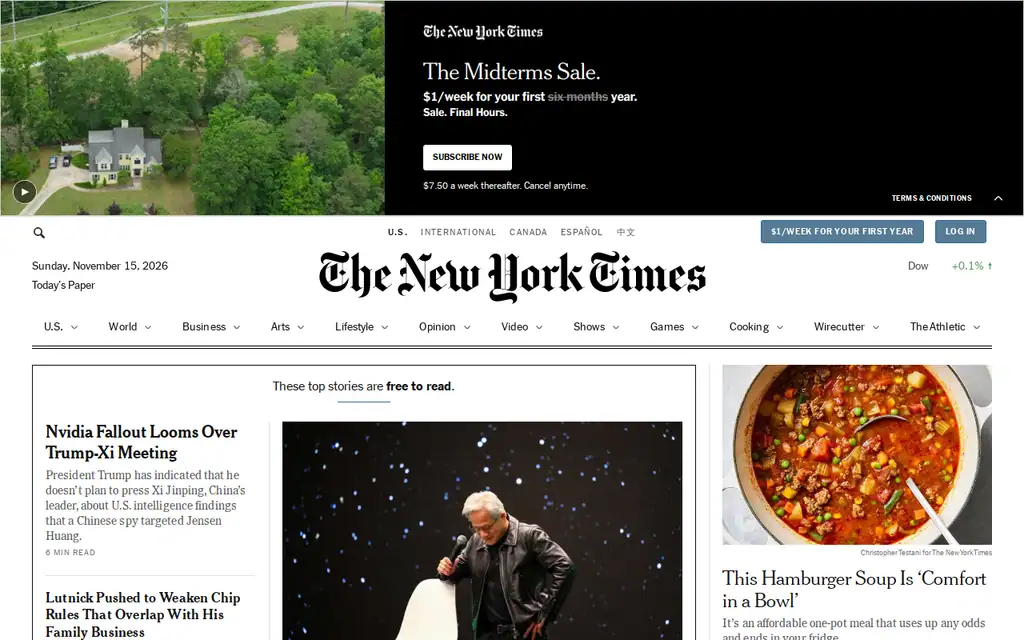 The New York Times
The Midterms Sale.
$1/week for your first six months year.
Sale. Final Hours.
SUBSCRIBE NOW
$7.50 a week thereafter. Cancel anytime.
TERMS & CONDITIONS
U.S. INTERNATIONAL CANADA ESPAÑOL 中文
$1/WEEK FOR YOUR FIRST YEAR
LOG IN
Sunday, November 15, 2026
Today's Paper
The New York Times
Dow +0.1% ↑
U.S. World Business Arts Lifestyle Opinion Video Shows Games Cooking Wirecutter The Athletic
These top stories are free to read.
Nvidia Fallout Looms Over
Trump-Xi Meeting
President Trump has indicated that he
doesn't plan to press Xi Jinping, China's
leader, about U.S. intelligence findings
that a Chinese spy targeted Jensen
Huang.
6 MIN READ
Lutnick Pushed to Weaken Chip
Rules That Overlap With His
Family Business
Christopher Testani for The New York Times
This Hamburger Soup Is ‘Comfort
in a Bowl’
It's an affordable one-pot meal that uses up any odds
and ends in your fridge.